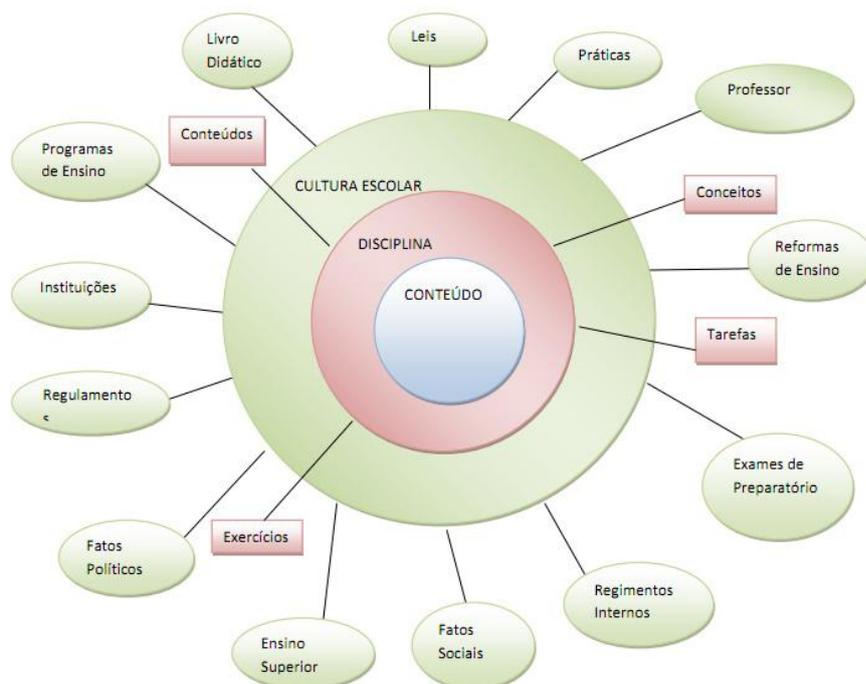 Livro
Didático
Leis
Práticas
Professor
Conteúdos
Programas
de Ensino
CULTURA ESCOLAR
Conceitos
DISCIPLINA
Reformas
de Ensino
Instituições
CONTEÚDO
Tarefas
Regulamento
s
Exames de
Preparatório
Exercícios
Fatos
Políticos
Regimentos
Internos
Ensino
Superior
Fatos
Sociais